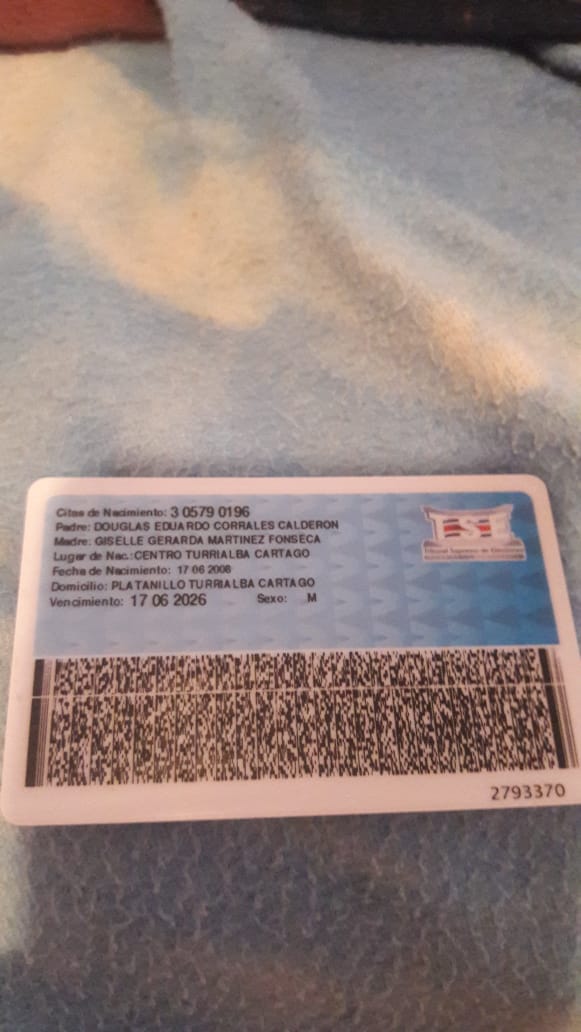 Citas de Nacimiento: 3 0579 0196
Padre: DOUGLAS EDUARDO CORRALES CALDERON
Madre: GISELLE GERARDA MARTINEZ FONSECA
Lugar de Nac.:CENTRO TURRIALBA CARTAGO
Fecha de Nacimiento: 17 06 2008
Domicilio: PLATANILLO TURRIALBA CARTAGO
Vencimiento: 17 06 2026 Sexo: M
TSE
Tribunal Supremo de Elecciones
2793370